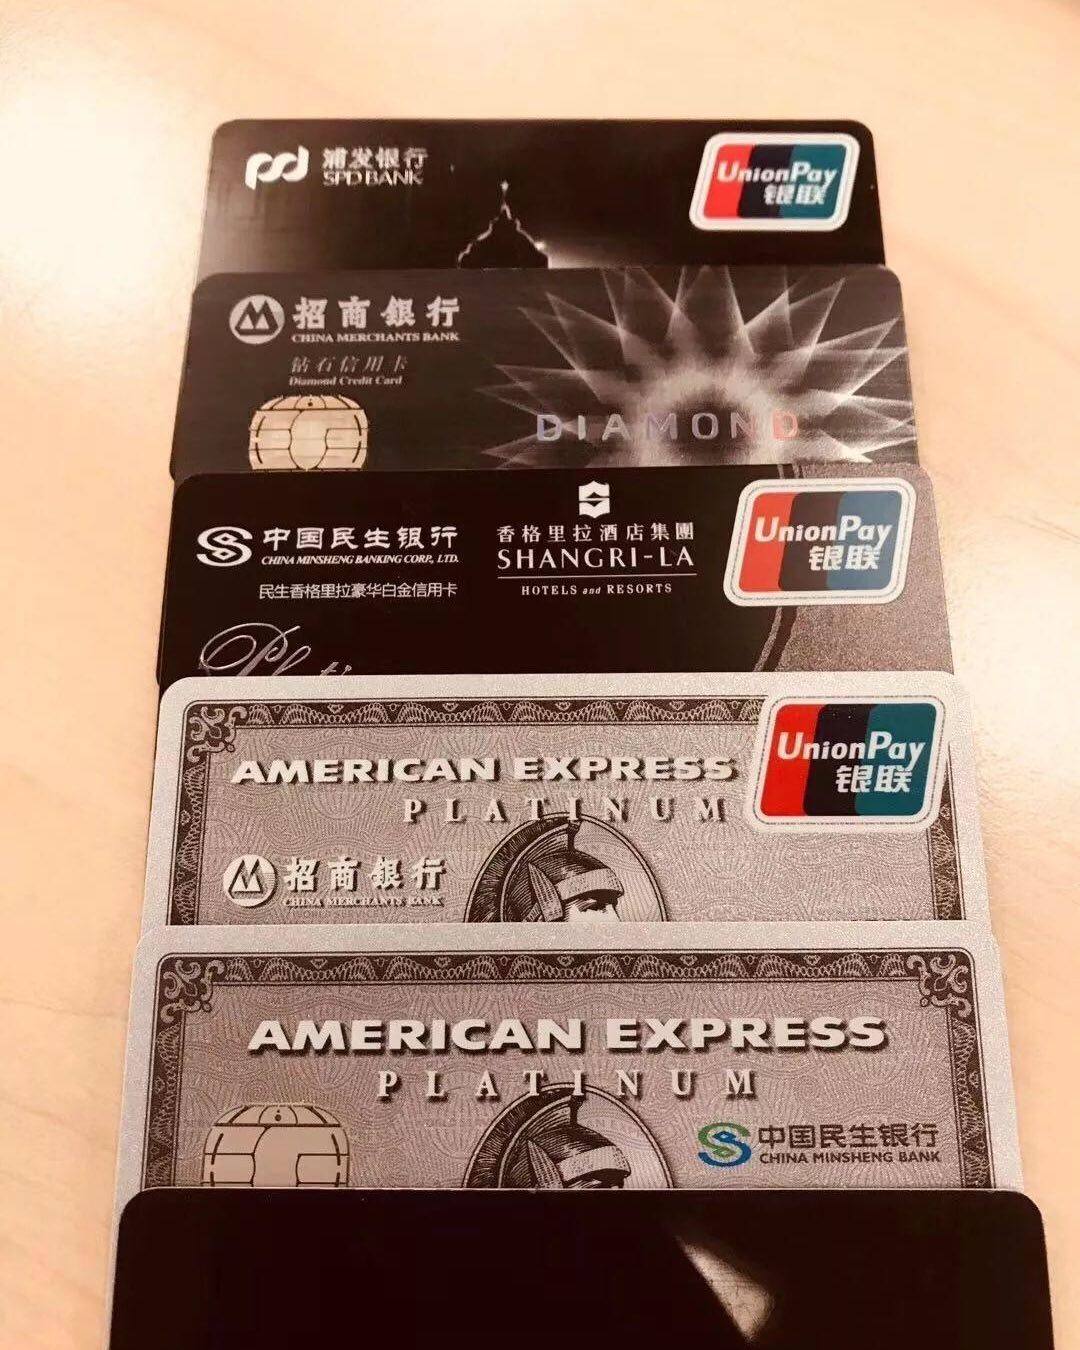 浦发银行
SPD BANK
UnionPay
银联
招商銀行
CHINA MERCHANTS BANK
钻石信用卡
Diamond Credit Card
DIAMOND
中国民生银行
CHINA MINSHENG BANKING CORP., LTD.
民生香格里拉豪华白金信用卡
香格里拉酒店集團
SHANGRI-LA
HOTELS and RESORTS
UnionPay
银联
AMERICAN EXPRESS
PLATINUM
UnionPay
银联
招商銀行
CHINA MERCHANTS BANK
AMERICAN EXPRESS
PLATINUM
中国民生银行
CHINA MINSHENG BANK